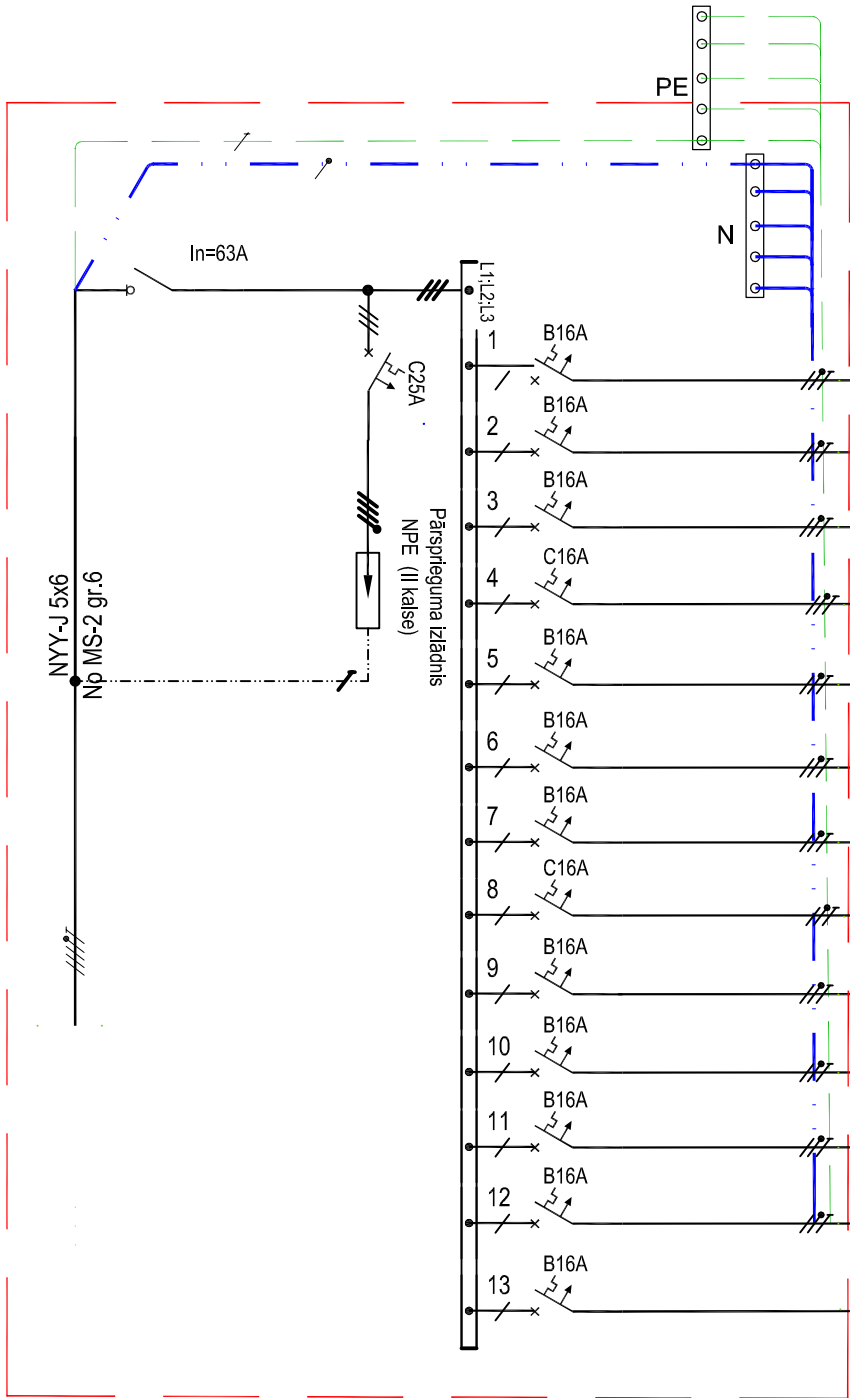 PE
N
In=63A
L1;L2;L3
C25A
Pārsprieguma izlādnis
NPE (II kalse)
NYY-J 5x6
No MS-2 gr.6
1
B16A
2
B16A
3
B16A
4
C16A
5
B16A
6
B16A
7
B16A
8
C16A
9
B16A
10
B16A
11
B16A
12
B16A
13
B16A